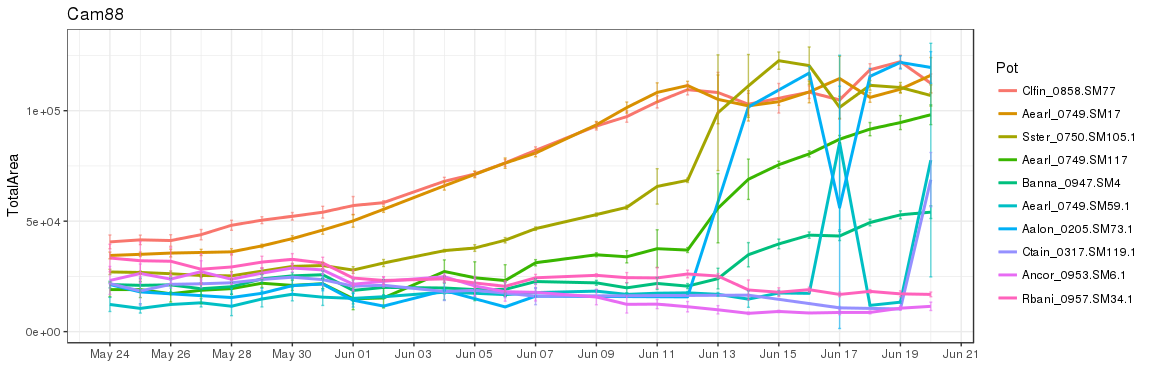 Cam88
TotalArea
1e+05
5e+04
0e+00
May 24 May 26 May 28 May 30 Jun 01 Jun 03 Jun 05 Jun 07 Jun 09 Jun 11 Jun 13 Jun 15 Jun 17 Jun 19 Jun 21
Pot
Clfin_0858.SM77
Aearl_0749.SM17
Sster_0750.SM105.1
Aearl_0749.SM117
Banna_0947.SM4
Aearl_0749.SM59.1
Aalon_0205.SM73.1
Ctain_0317.SM119.1
Ancor_0953.SM6.1
Rbani_0957.SM34.1